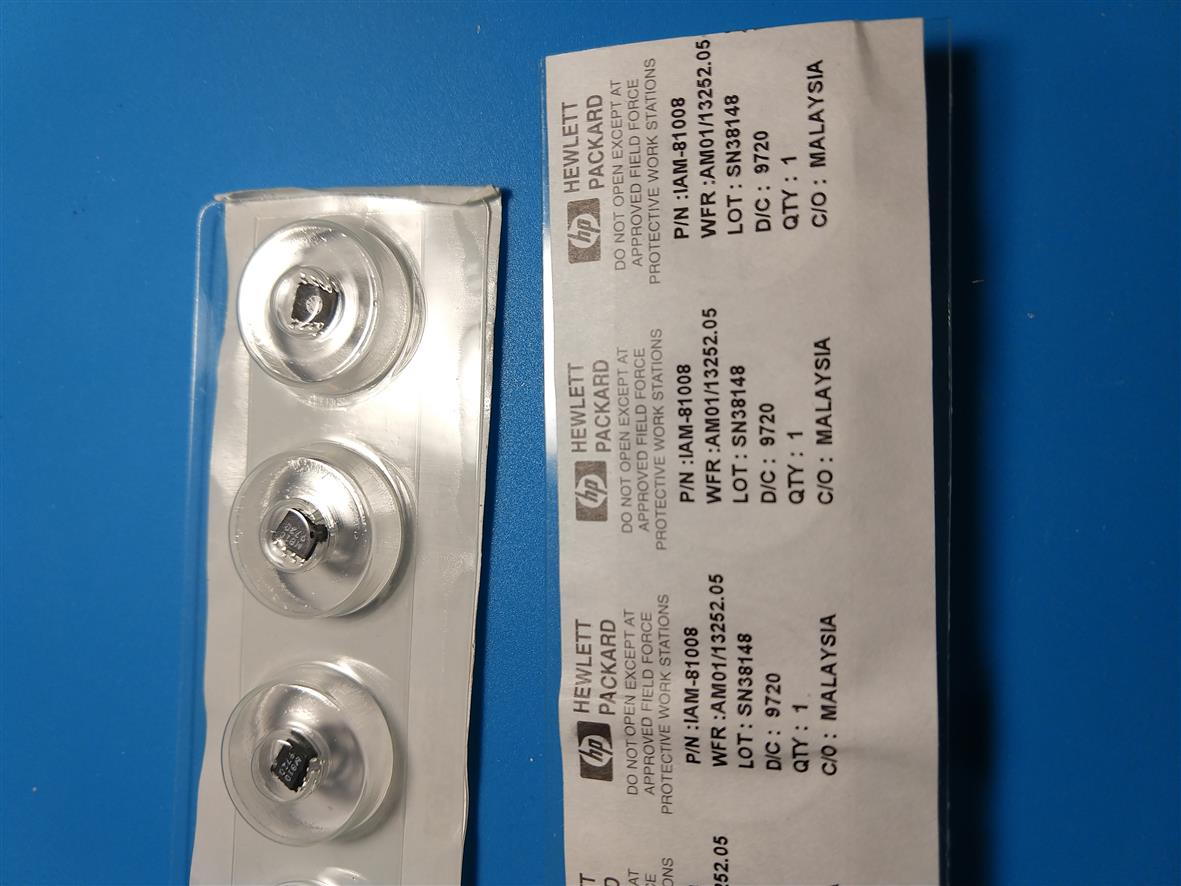 hp
HEWLETT
PACKARD
DO NOT OPEN EXCEPT AT
APPROVED FIELD FORCE
PROTECTIVE WORK STATIONS
P/N :IAM-81008
WFR :AM01/13252.05
LOT : SN38148
D/C : 9720
QTY : 1
C/O : MALAYSIA
hp
HEWLETT
PACKARD
DO NOT OPEN EXCEPT AT
APPROVED FIELD FORCE
PROTECTIVE WORK STATIONS
P/N :IAM-81008
WFR :AM01/13252.05
LOT : SN38148
D/C : 9720
QTY : 1
C/O : MALAYSIA
hp
HEWLETT
PACKARD
DO NOT OPEN EXCEPT AT
APPROVED FIELD FORCE
PROTECTIVE WORK STATIONS
P/N :IAM-81008
WFR :AM01/13252.05
LOT : SN38148
D/C : 9720
QTY : 1
C/O : MALAYSIA